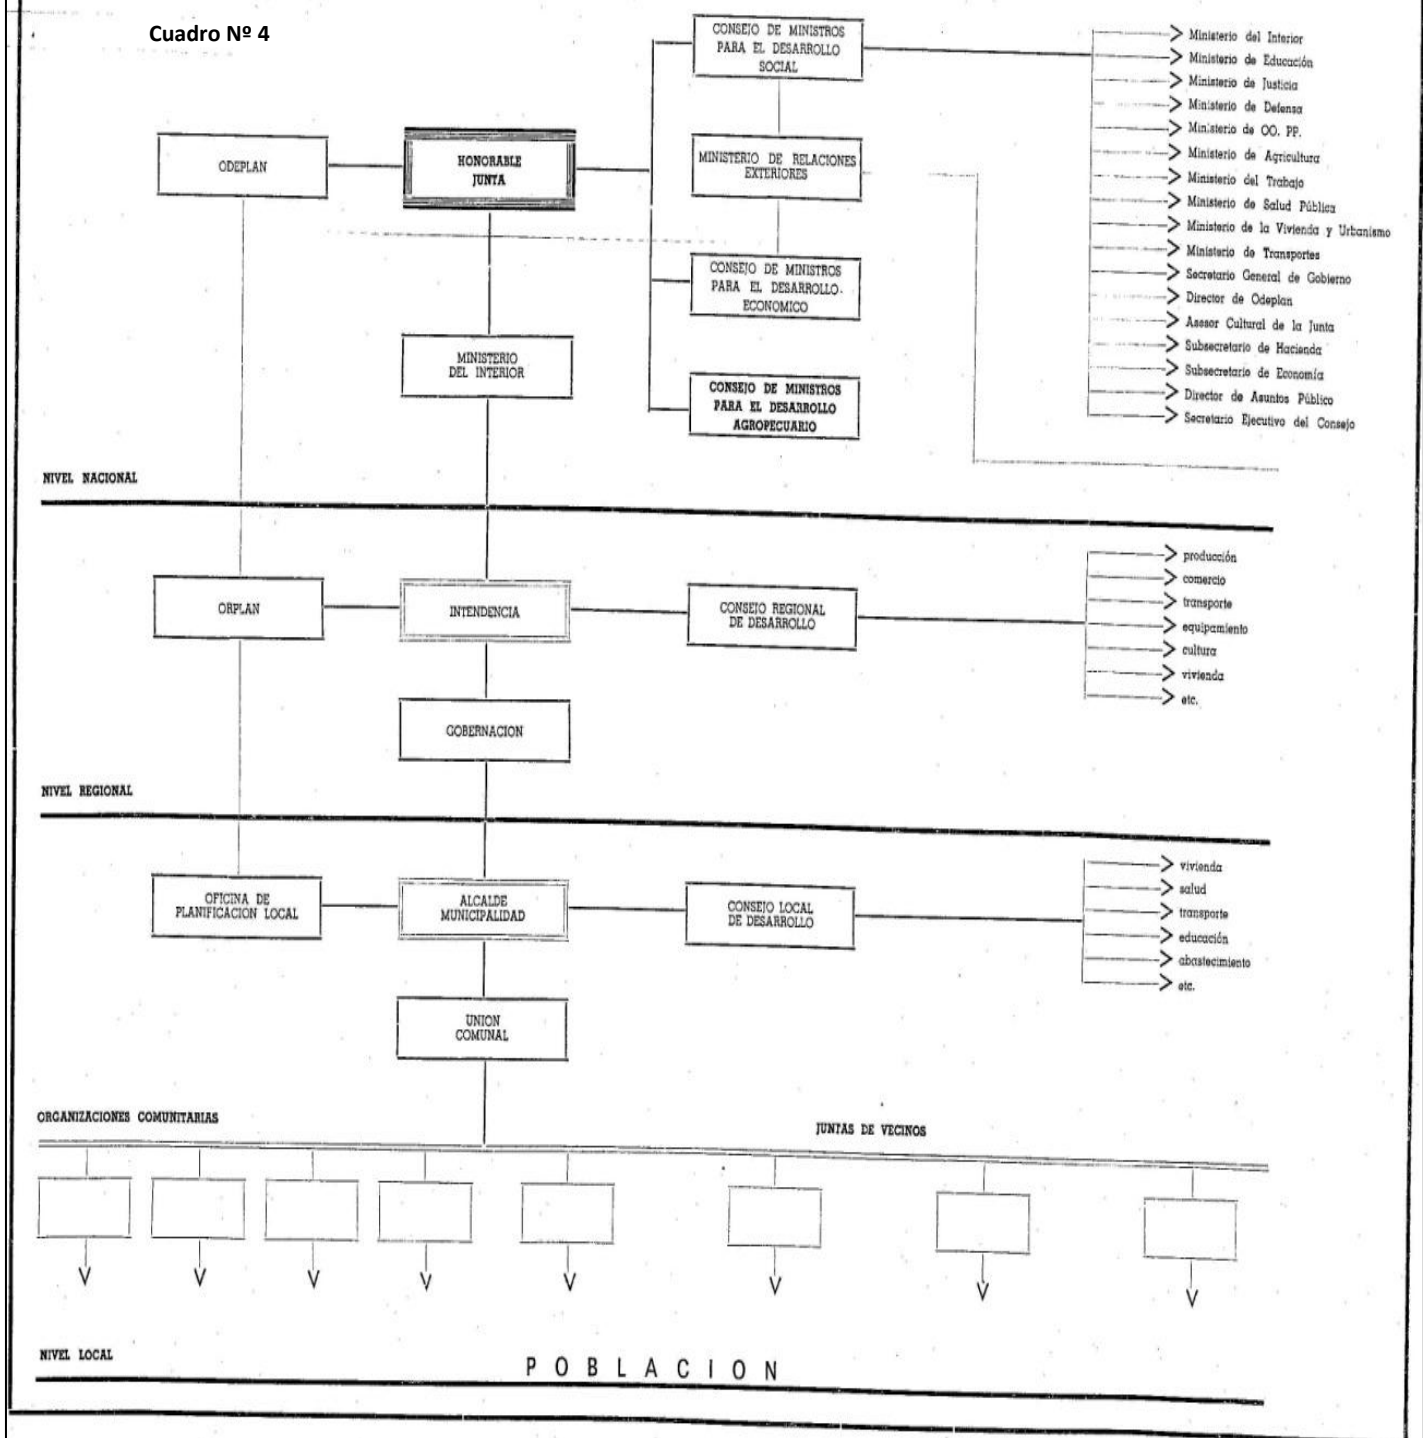 Cuadro Nº 4
CONSEJO DE MINISTROS
PARA EL DESARROLLO
SOCIAL
ODEPLAN
HONORABLE
JUNTA
MINISTERIO DE RELACIONES
EXTERIORES
CONSEJO DE MINISTROS
PARA EL DESARROLLO.
ECONOMICO
MINISTERIO
DEL INTERIOR
CONSEJO DE MINISTROS
PARA EL DESARROLLO
AGROPECUARIO
Ministerio del Interior
Ministerio de Educación
Ministerio de Justicia
Ministerio de Defensa
Ministerio de OO. PP.
Ministerio de Agricultura
Ministerio del Trabajo
Ministerio de Salud Pública
Ministerio de la Vivienda y Urbanismo
Ministerio de Transportes
Secretario General de Gobierno
Director de Odeplan
Asesor Cultural de la Junta
Subsecretario de Hacienda
Subsecretario de Economía
Director de Asuntos Público
Secretario Ejecutivo del Consejo
NIVEL NACIONAL
ORPLAN
INTENDENCIA
CONSEJO REGIONAL
DE DESARROLLO
producción
comercio
transporte
equipamiento
cultura
vivienda
etc.
GOBERNACION
NIVEL REGIONAL
OFICINA DE
PLANIFICACION LOCAL
ALCALDE
MUNICIPALIDAD
CONSEJO LOCAL
DE DESARROLLO
vivienda
salud
transporte
educación
abastecimiento
etc.
UNION
COMUNAL
ORGANIZACIONES COMUNITARIAS
JUNTAS DE VECINOS
NIVEL LOCAL
POBLACION